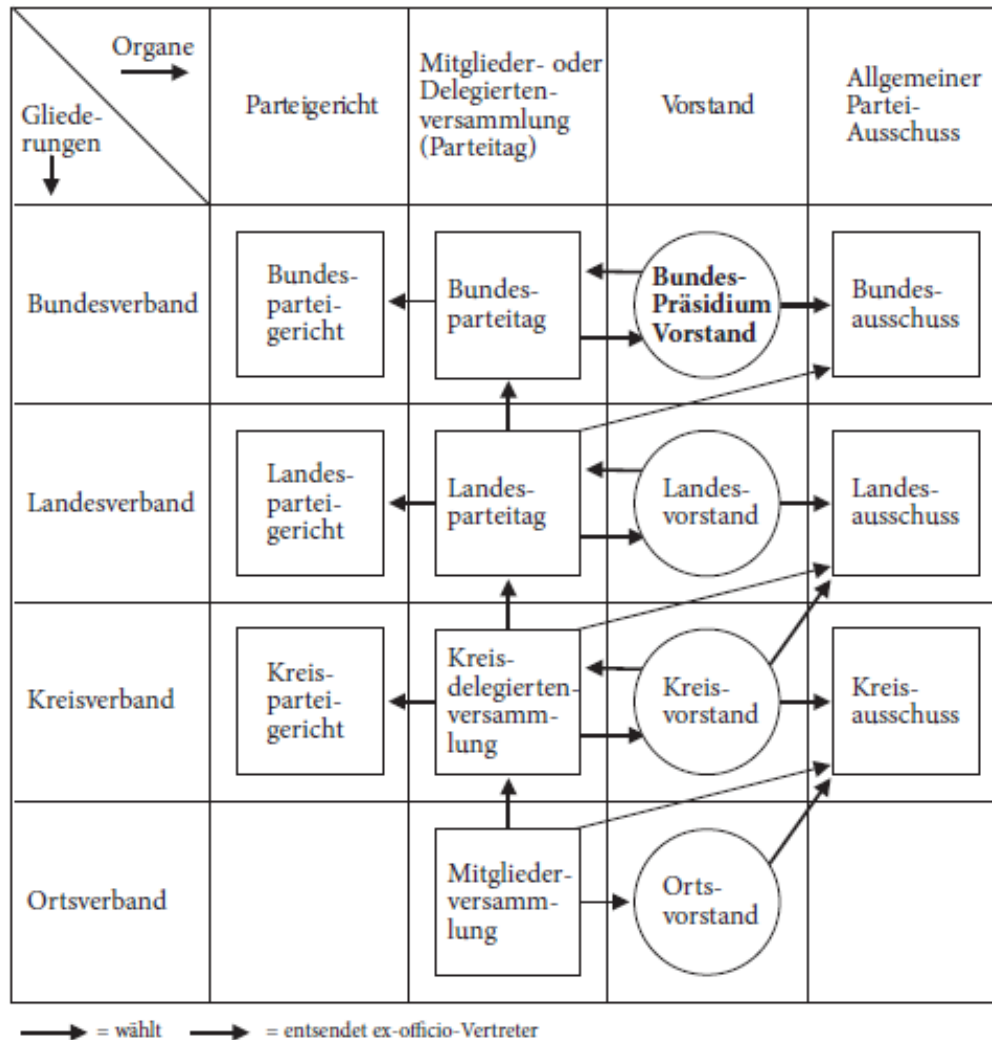 Organe
Gliede-
rungen
Parteigericht
Mitglieder- oder
Delegierten-
versammlung
(Parteitag)
Vorstand
Allgemeiner
Partei-
Ausschuss
Bundesverband
Bundes-
partei-
gericht
Bundes-
parteitag
Bundes-
Präsidium
Vorstand
Bundes-
ausschuss
Landesverband
Landes-
partei-
gericht
Landes-
parteitag
Landes-
vorstand
Landes-
ausschuss
Kreisverband
Kreis-
partei-
gericht
Kreis-
delegierten-
versamm-
lung
Kreis-
vorstand
Kreis-
ausschuss
Ortsverband
Mitglieder-
versamm-
lung
Orts-
vorstand
= wählt = entsendet ex-officio-Vertreter